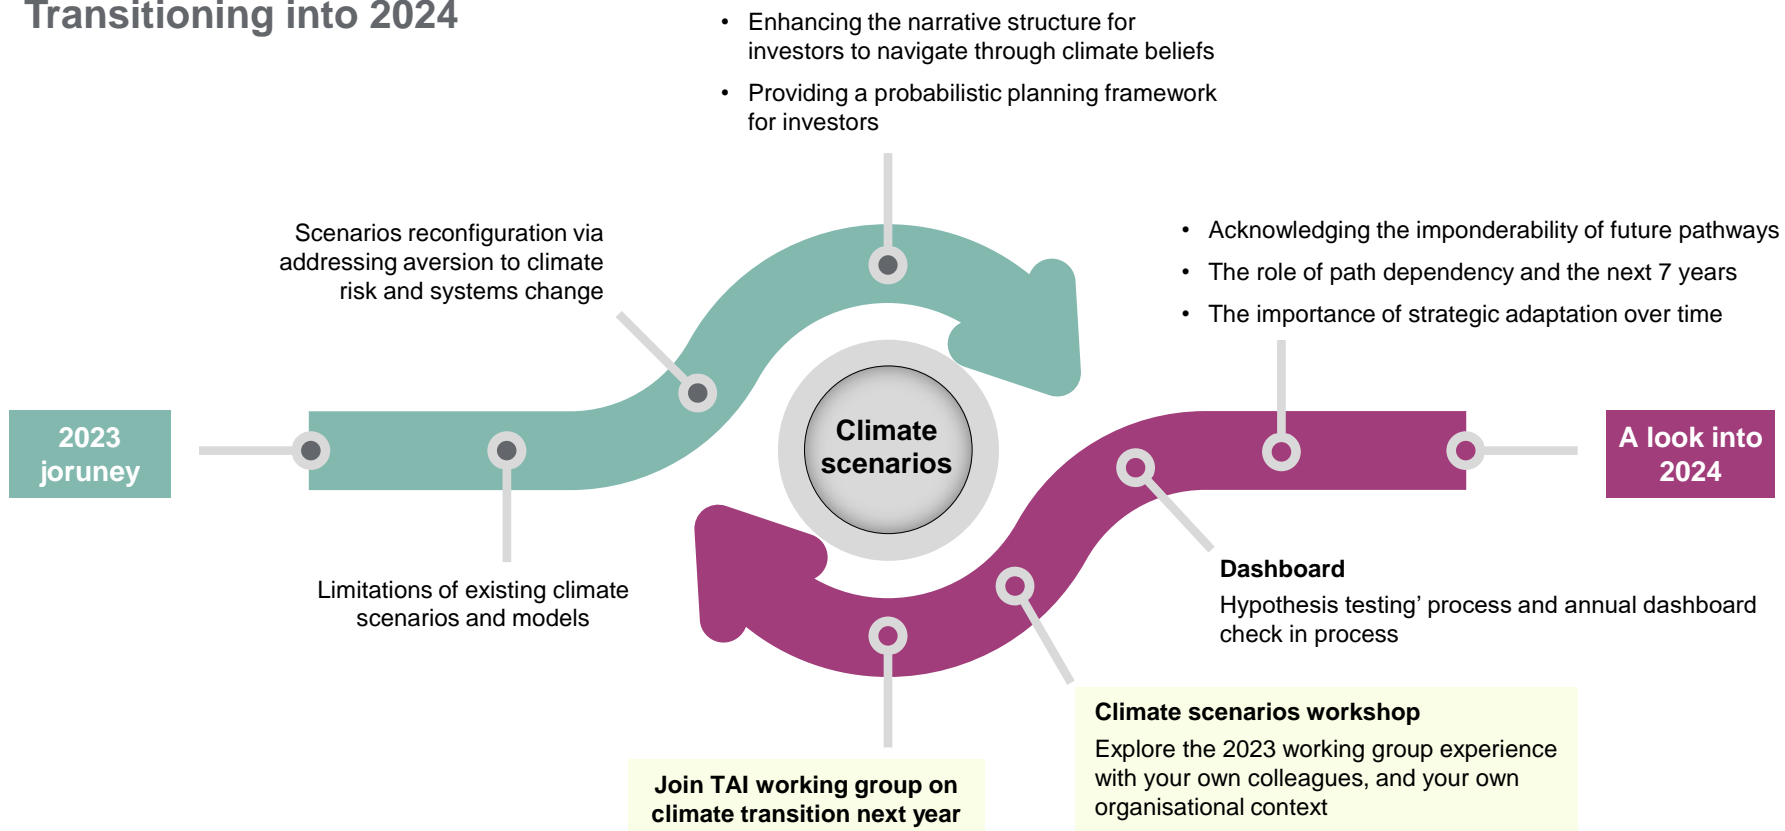 Transitioning into 2024
• Enhancing the narrative structure for
investors to navigate through climate beliefs
• Providing a probabilistic planning framework
for investors
Scenarios reconfiguration via
addressing aversion to climate
risk and systems change
• Acknowledging the imponderability of future pathways
• The role of path dependency and the next 7 years
• The importance of strategic adaptation over time
2023
joruney
Climate
scenarios
A look into
2024
Limitations of existing climate
scenarios and models
Dashboard
Hypothesis testing’ process and annual dashboard
check in process
Climate scenarios workshop
Explore the 2023 working group experience
with your own colleagues, and your own
organisational context
Join TAI working group on
climate transition next year